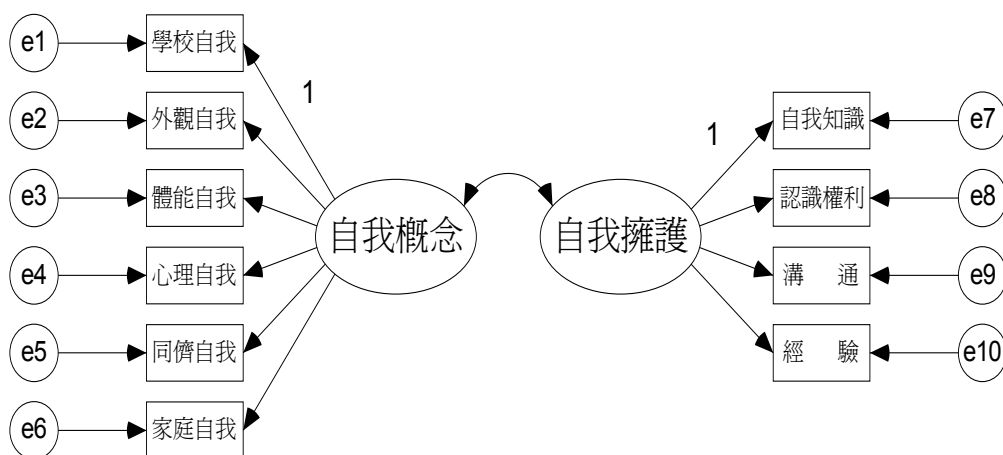 e1
學校自我
1
e2
外觀自我
e3
體能自我
e4
心理自我
e5
同儕自我
e6
家庭自我
自我概念
自我擁護
1
自我知識
e7
認識權利
e8
溝 通
e9
經 驗
e10